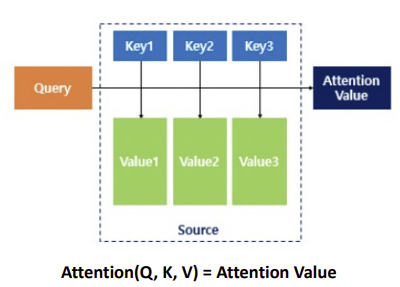 Key1 Key2 Key3
Query
Attention
Value
Value1 Value2 Value3
Source
Attention(Q, K, V) = Attention Value